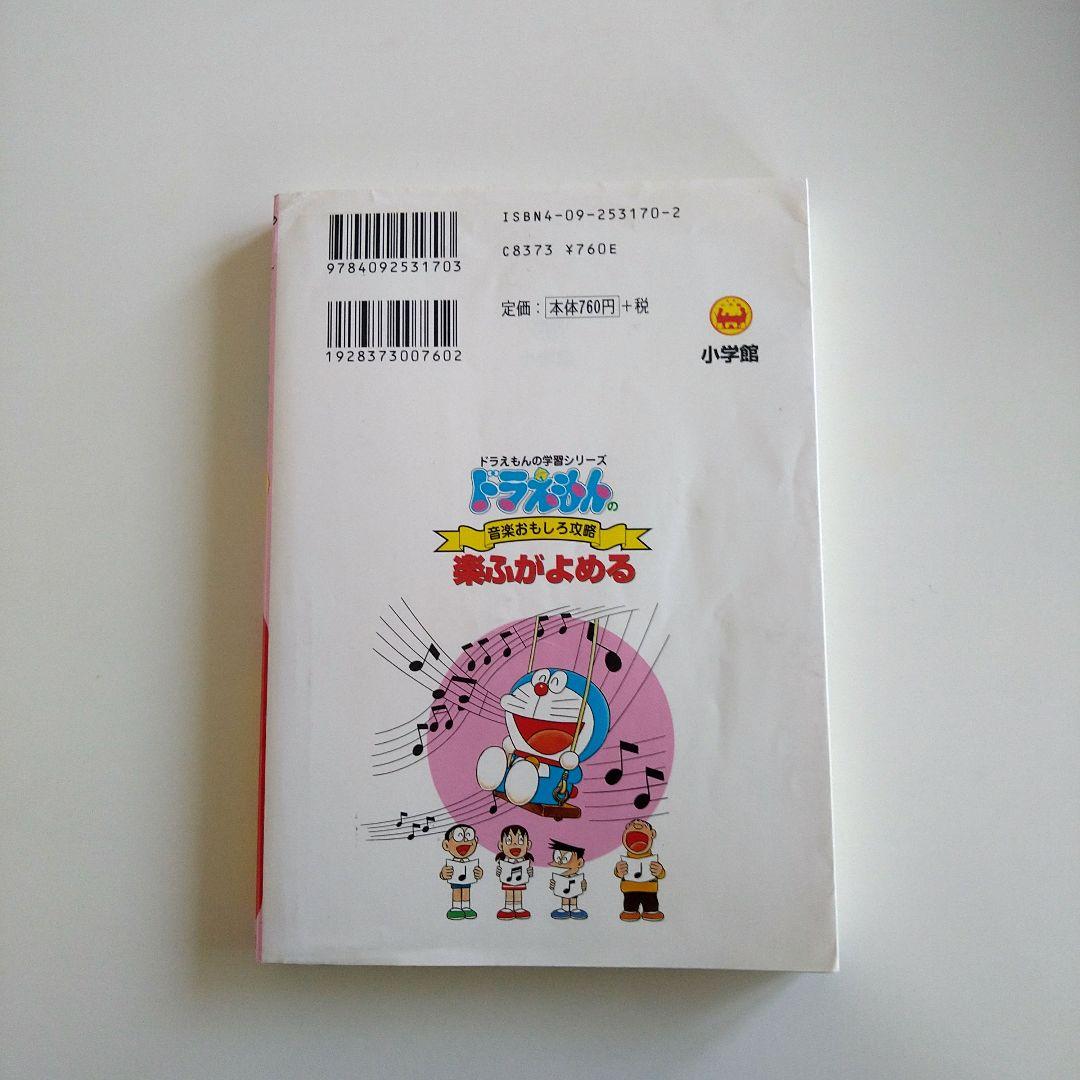 ISBN4-09-253170-2
9784092531703
C8373 ¥760E
定価：本体760円＋税
1928373007602
小学館
ドラえもんの学習シリーズ
ドラえもんの
音楽おもしろ攻略
楽ふがよめる